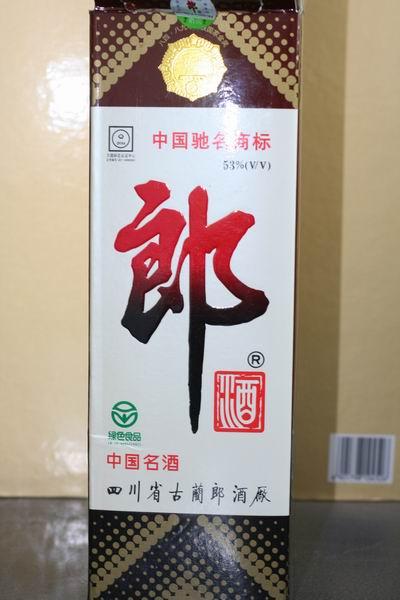 中国驰名商标
53%(V/V)
郎
®
酒
绿色食品
中国名酒
四川省古蔺郎酒厰